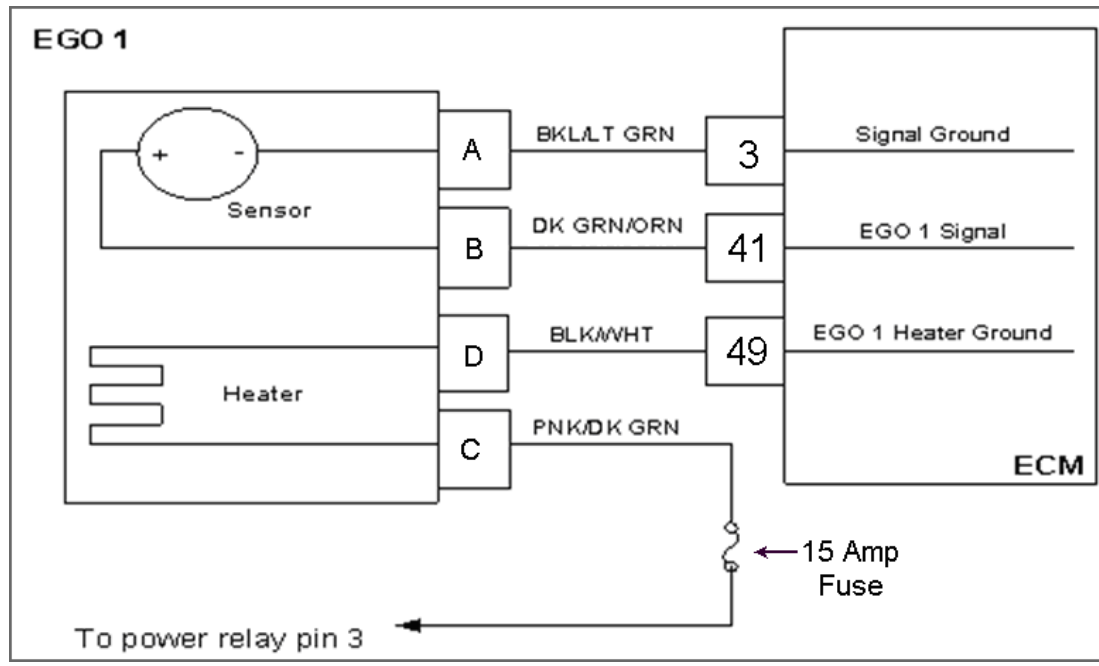 EGO 1
A BKL/LT GRN 3 Signal Ground
+ -
Sensor
B DK GRN/ORN 41 EGO 1 Signal
D BLK/WHT 49 EGO 1 Heater Ground
Heater
C PNK/DK GRN
ECM
15 Amp
Fuse
To power relay pin 3